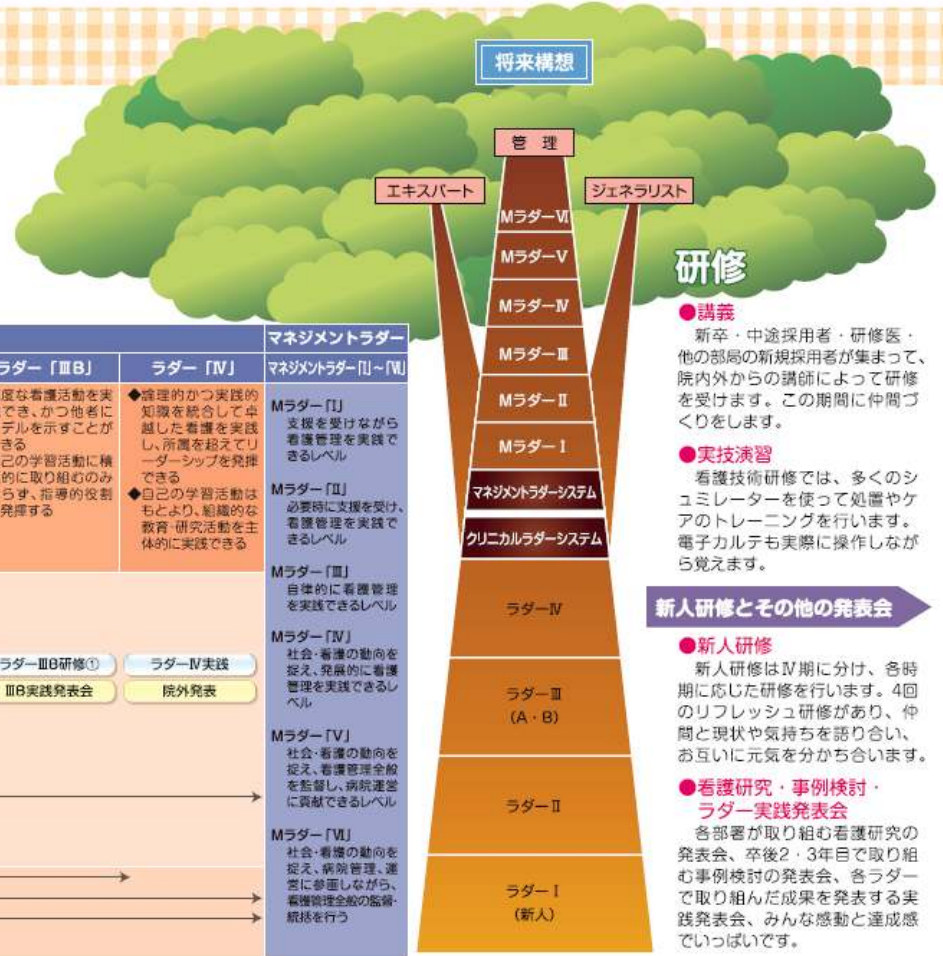 将来構想
管 理
エキスパート
ジェネラリスト
MラダーⅥ
MラダーⅤ
MラダーⅣ
MラダーⅢ
MラダーⅡ
MラダーⅠ
マネジメントラダーシステム
クリニカルラダーシステム
ラダーⅣ
ラダーⅢ
(A・B)
ラダーⅡ
ラダーⅠ
(新人)
マネジメントラダー
ラダー「ⅢB」
ラダー「Ⅳ」
マネジメントラダー「Ⅰ」～「Ⅵ」
度な看護活動を実
でき、かつ他者に
デルを示すことが
きる
己の学習活動に積
的に取り組むのみ
らず、指導的役割
発揮する
◆論理的かつ実践的
知識を統合して卓
越した看護を実践
し、所属を超えてリ
ーダーシップを発揮
できる
◆自己の学習活動は
もとより、組織的な
教育・研究活動を主
体的に実践できる
ラダーⅢB研修①
ⅢB実践発表会
ラダーⅣ実践
院外発表
Mラダー「Ⅰ」
支援を受けながら
看護管理を実践で
きるレベル
Mラダー「Ⅱ」
必要時に支援を受け、
看護管理を実践で
きるレベル
Mラダー「Ⅲ」
自律的に看護管理
を実践できるレベル
Mラダー「Ⅳ」
社会・看護の動向を
捉え、発展的に看護
管理を実践できるレ
ベル
Mラダー「Ⅴ」
社会・看護の動向を
捉え、看護管理全般
を監督し、病院運営
に貢献できるレベル
Mラダー「Ⅵ」
社会・看護の動向を
捉え、病院管理、運
営に参画しながら、
看護管理全般の監督・
統括を行う
研修
●講義
新卒・中途採用者・研修医・
他の部局の新規採用者が集まって、
院内外からの講師によって研修
を受けます。この期間に仲間づ
くりをします。
●実技演習
看護技術研修では、多くのシ
ュミレーターを使って処置やケ
アのトレーニングを行います。
電子カルテも実際に操作しなが
ら覚えます。
新人研修とその他の発表会
●新人研修
新人研修はⅣ期に分け、各時
期に応じた研修を行います。4回
のリフレッシュ研修があり、仲
間と現状や気持ちを語り合い、
お互いに元気を分かち合います。
●看護研究・事例検討・
ラダー実践発表会
各部署が取り組む看護研究の
発表会、卒後2・3年目で取り組
む事例検討の発表会、各ラダー
で取り組んだ成果を発表する実
践発表会、みんな感動と達成感
でいっぱいです。